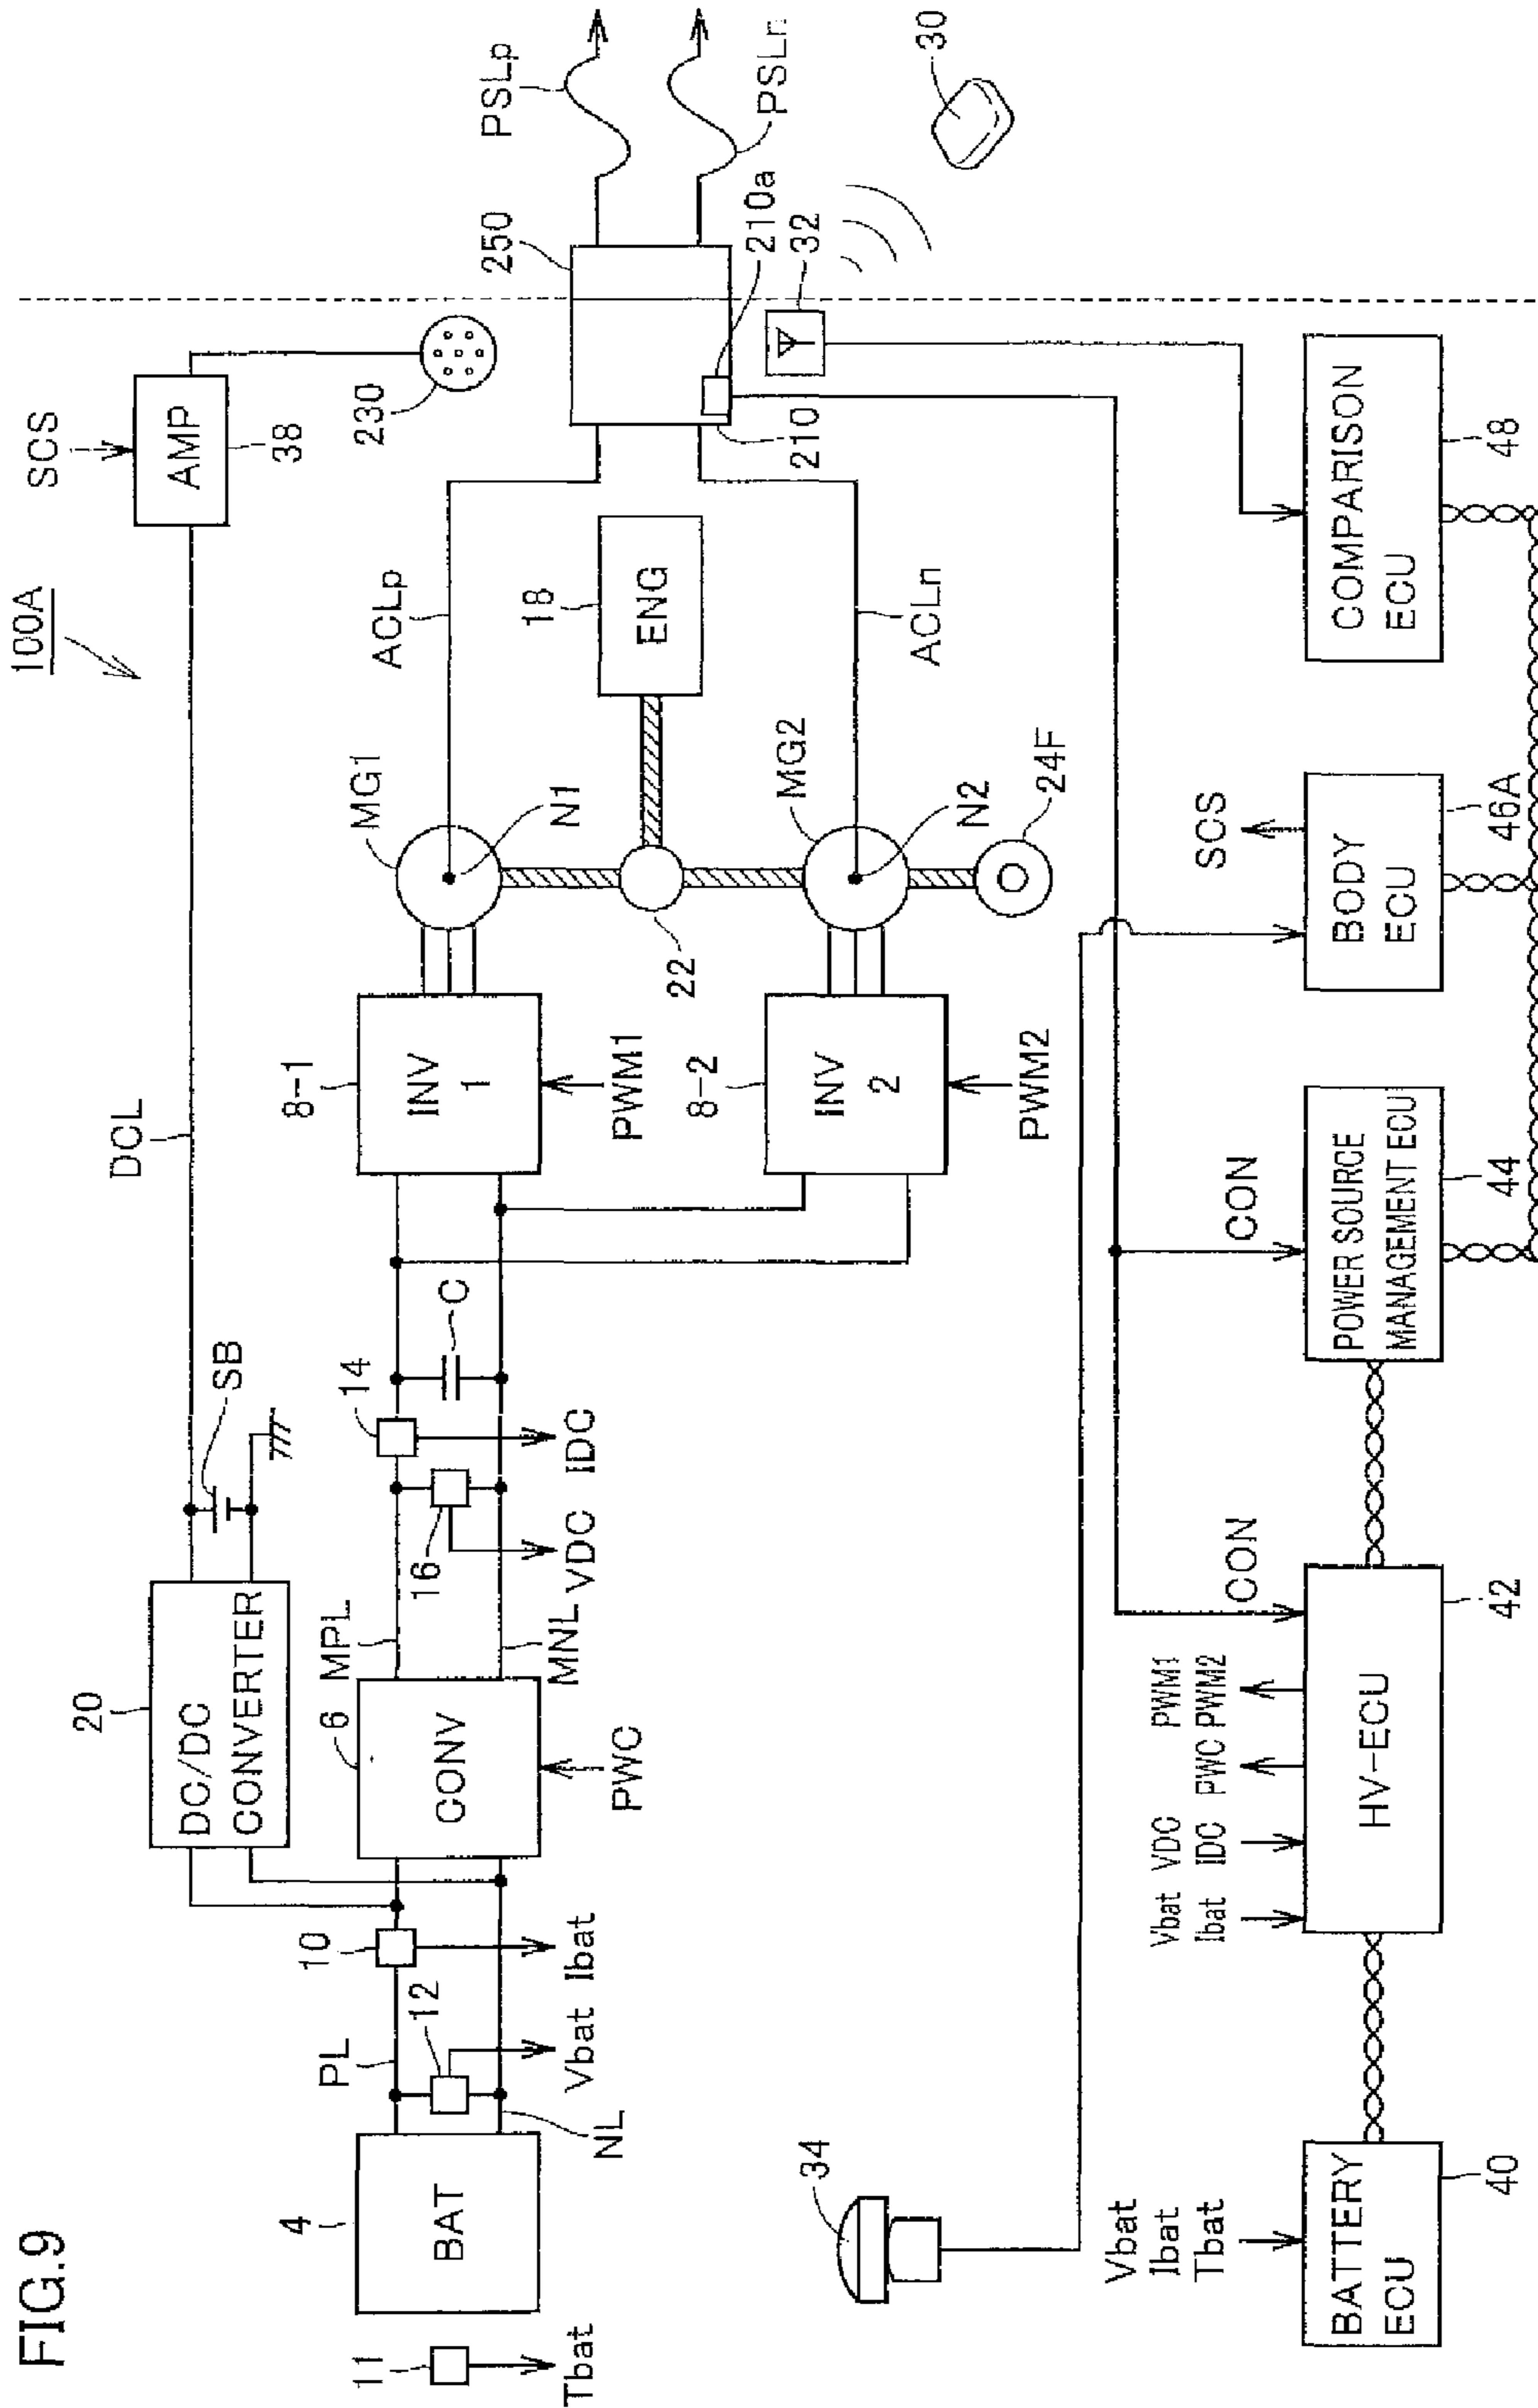 FIG.9
100A
SCS
AMP
38
DCL
SB
20
DC/DC
CONVERTER
230
250
PSLp
PSLn
210a
210
32
30
4
BAT
11
Tbat
PL
NL
10
12
Vbat
Ibat
6
CONV
PWC
MPL
MNL
14
16
VDC
IDC
C
8-1
INV
1
PWM1
8-2
INV
2
PWM2
MG1
N1
22
MG2
N2
24F
18
ENG
ACLp
ACLn
34
Vbat
Ibat
Tbat
BATTERY
ECU
40
Vbat VDC
Ibat IDC
PWM1
PWC PWM2
CON
HV-ECU
42
CON
POWER SOURCE
MANAGEMENT ECU
44
SCS
BODY
ECU
46A
COMPARISON
ECU
48